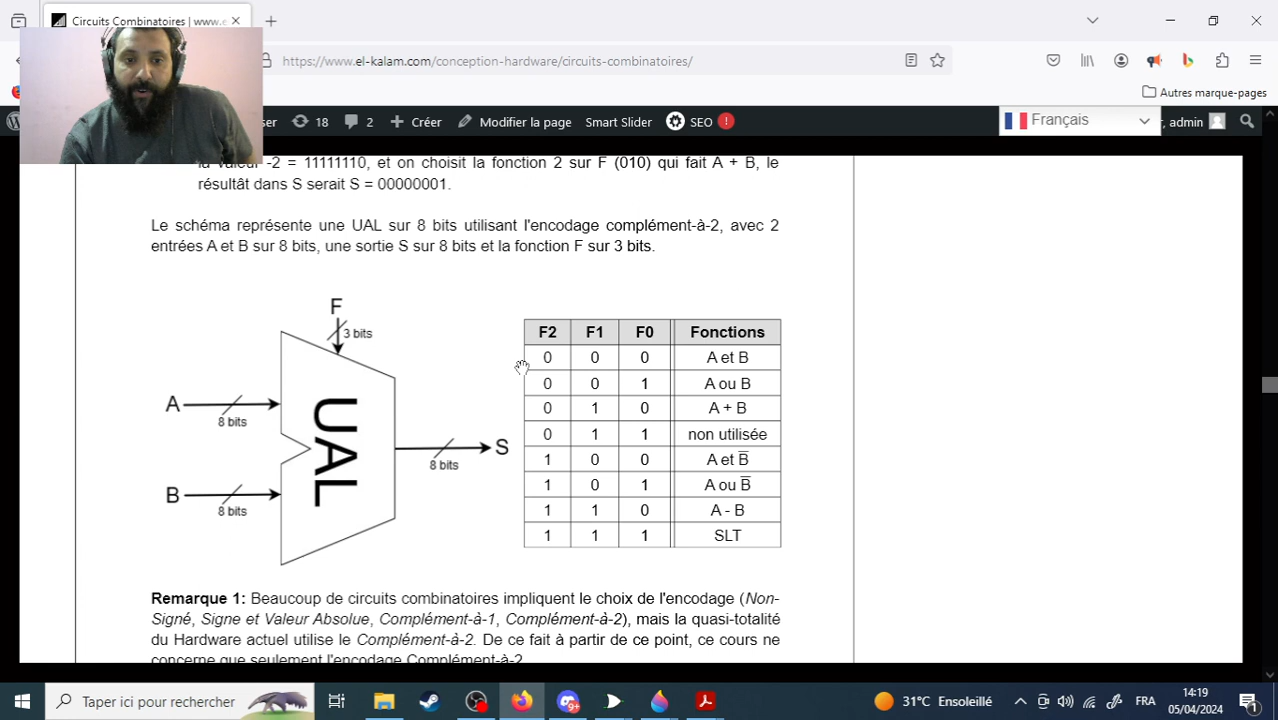 Circuits Combinatoires | www.e
https://www.el-kalam.com/conception-hardware/circuits-combinatoires/
Autres marque-pages
18 2 Créer Modifier la page Smart Slider SEO ! Français , admin
la valeur -2 = 11111110, et on choisit la fonction 2 sur F (010) qui fait A + B, le
résultât dans S serait S = 00000001.
Le schéma représente une UAL sur 8 bits utilisant l'encodage complément-à-2, avec 2
entrées A et B sur 8 bits, une sortie S sur 8 bits et la fonction F sur 3 bits.
F
3 bits
A
8 bits
UAL
S
8 bits
B
8 bits
F2 F1 F0 Fonctions
0 0 0 A et B
0 0 1 A ou B
0 1 0 A + B
0 1 1 non utilisée
1 0 0 A et B̅
1 0 1 A ou B̅
1 1 0 A - B
1 1 1 SLT
Remarque 1: Beaucoup de circuits combinatoires impliquent le choix de l'encodage (Non-
Signé, Signe et Valeur Absolue, Complément-à-1, Complément-à-2), mais la quasi-totalité
du Hardware actuel utilise le Complément-à-2. De ce fait à partir de ce point, ce cours ne
concerne que seulement l'encodage Complément-à-2.
Taper ici pour rechercher 9+ 31°C Ensoleillé FRA 14:19
05/04/2024 1